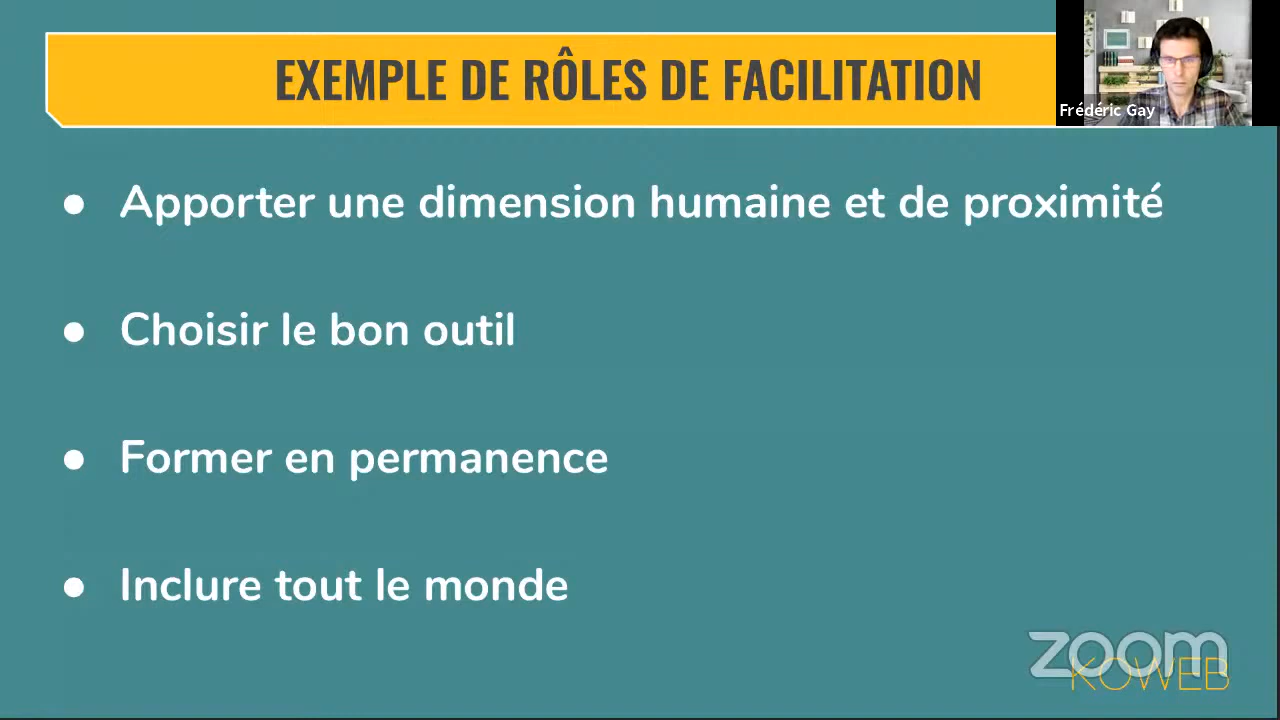 EXEMPLE DE RÔLES DE FACILITATION
Frédéric Gay
● Apporter une dimension humaine et de proximité
● Choisir le bon outil
● Former en permanence
● Inclure tout le monde
zoom
KOWEB